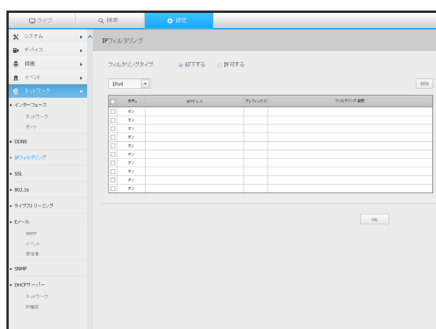 ライブ
検索
設定
システム
デバイス
録画
イベント
ネットワーク
インターフェース
ネットワーク
ポート
DDNS
IPフィルタリング
SSL
802.1x
ライブストリーミング
Eメール
SMTP
イベント
受信者
SNMP
DHCPサーバー
ネットワーク
IP確認
IPフィルタリング
フィルタリングタイプ 却下する 許可する
IPv4 削除
IPアドレス プレフィックス フィルタリング範囲
オン
オン
オン
オン
オン
オン
オン
オン
オン
オン
OK